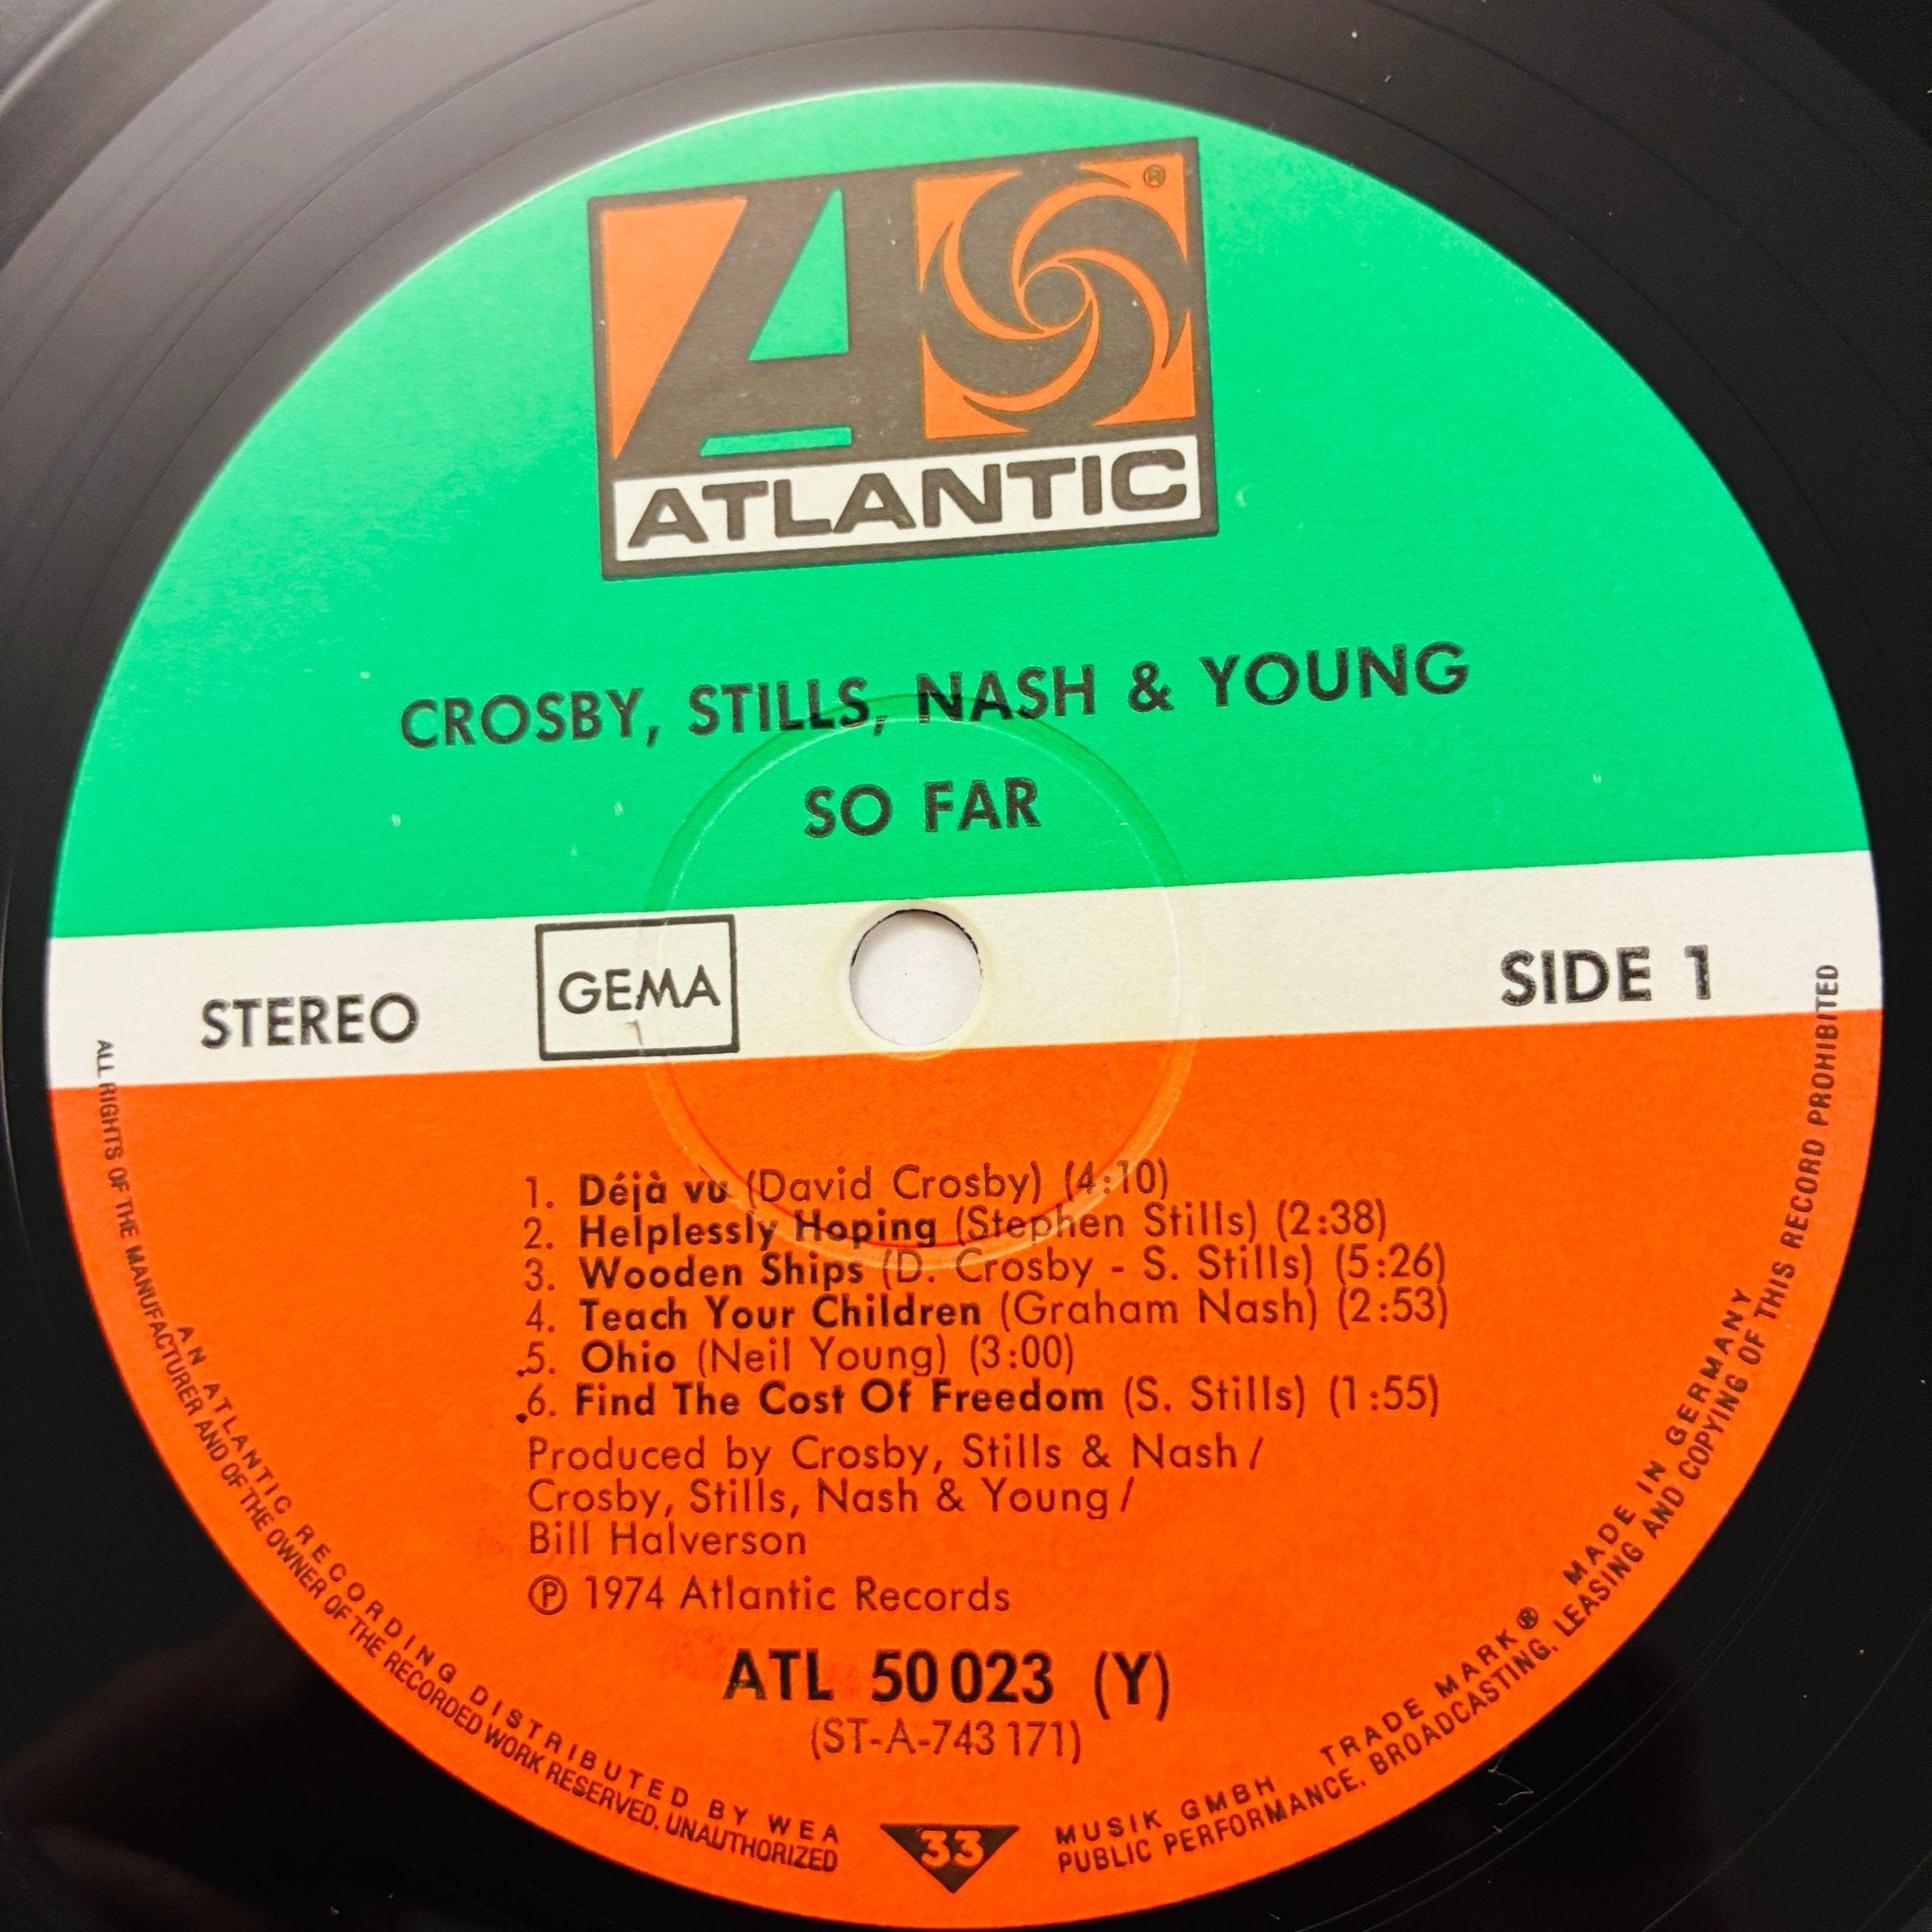 ATLANTIC
®
CROSBY, STILLS, NASH & YOUNG
SO FAR
STEREO
GEMA
SIDE 1
1. Déjà vu (David Crosby) (4:10)
2. Helplessly Hoping (Stephen Stills) (2:38)
3. Wooden Ships (D. Crosby - S. Stills) (5:26)
4. Teach Your Children (Graham Nash) (2:53)
5. Ohio (Neil Young) (3:00)
6. Find The Cost Of Freedom (S. Stills) (1:55)
Produced by Crosby, Stills & Nash /
Crosby, Stills, Nash & Young /
Bill Halverson
℗ 1974 Atlantic Records
ATL 50 023 (Y)
(ST-A-743 171)
33
AN ATLANTIC RECORDING DISTRIBUTED BY WEA MUSIK GMBH TRADE MARK® MADE IN GERMANY
ALL RIGHTS OF THE MANUFACTURER AND OF THE OWNER OF THE RECORDED WORK RESERVED. UNAUTHORIZED PUBLIC PERFORMANCE, BROADCASTING, LEASING AND COPYING OF THIS RECORD PROHIBITED